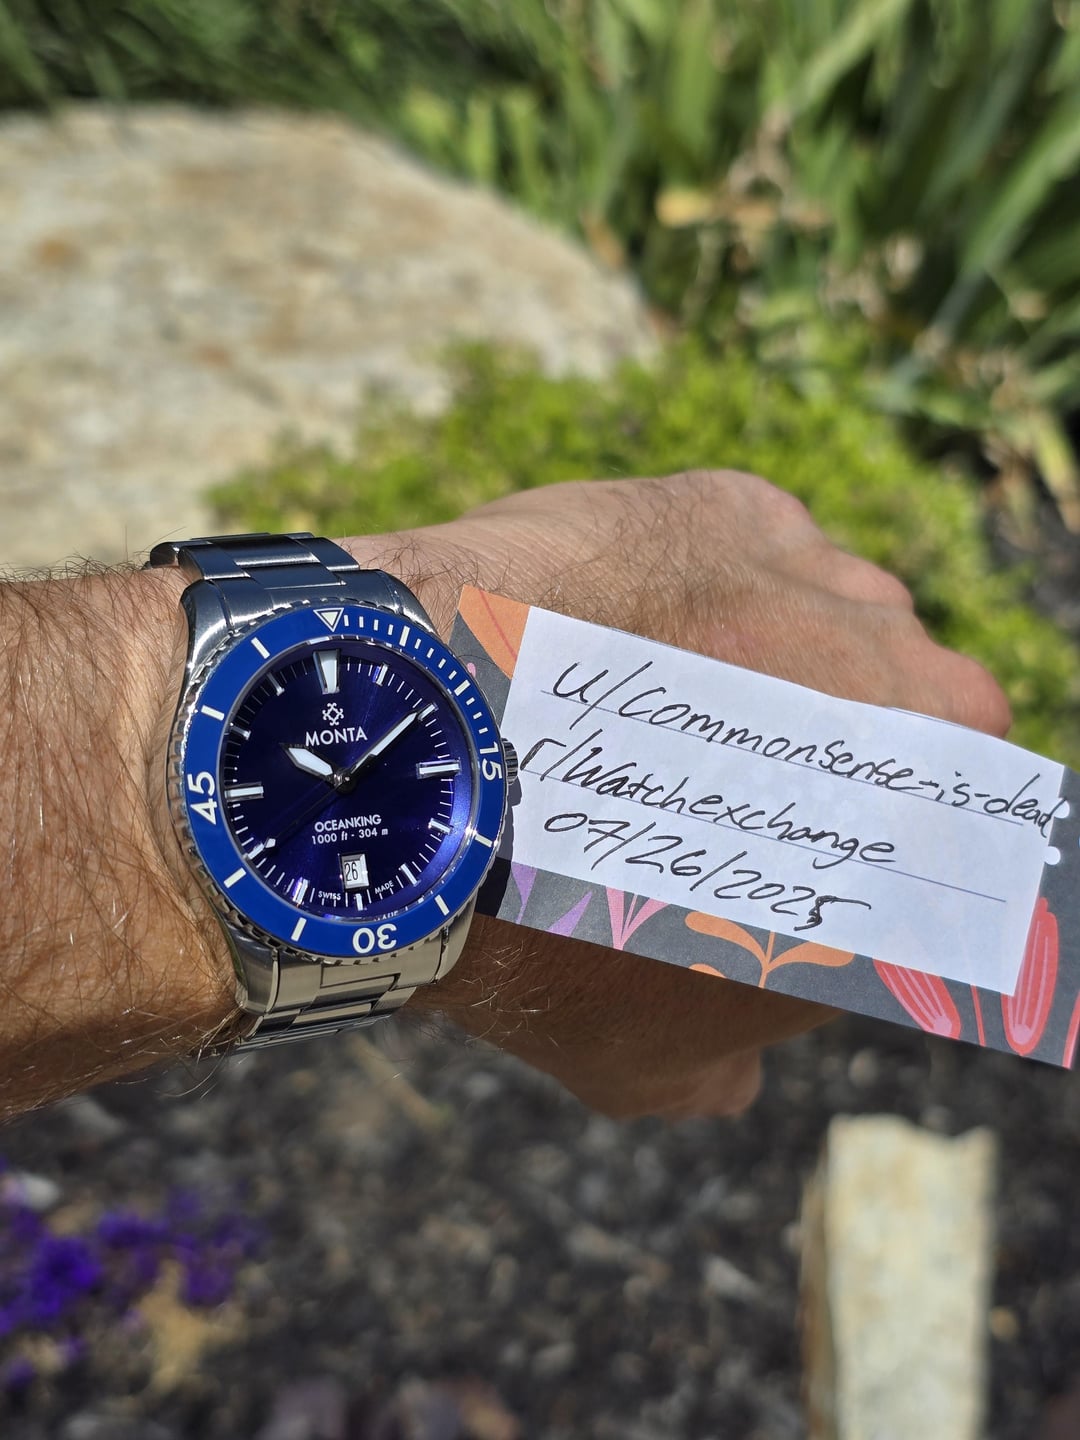 15
45
30
MONTA
OCEANKING
1000 ft - 304 m
26
SWISS MADE
u/commonsense-is-dead
r/Watchexchange
07/26/2025